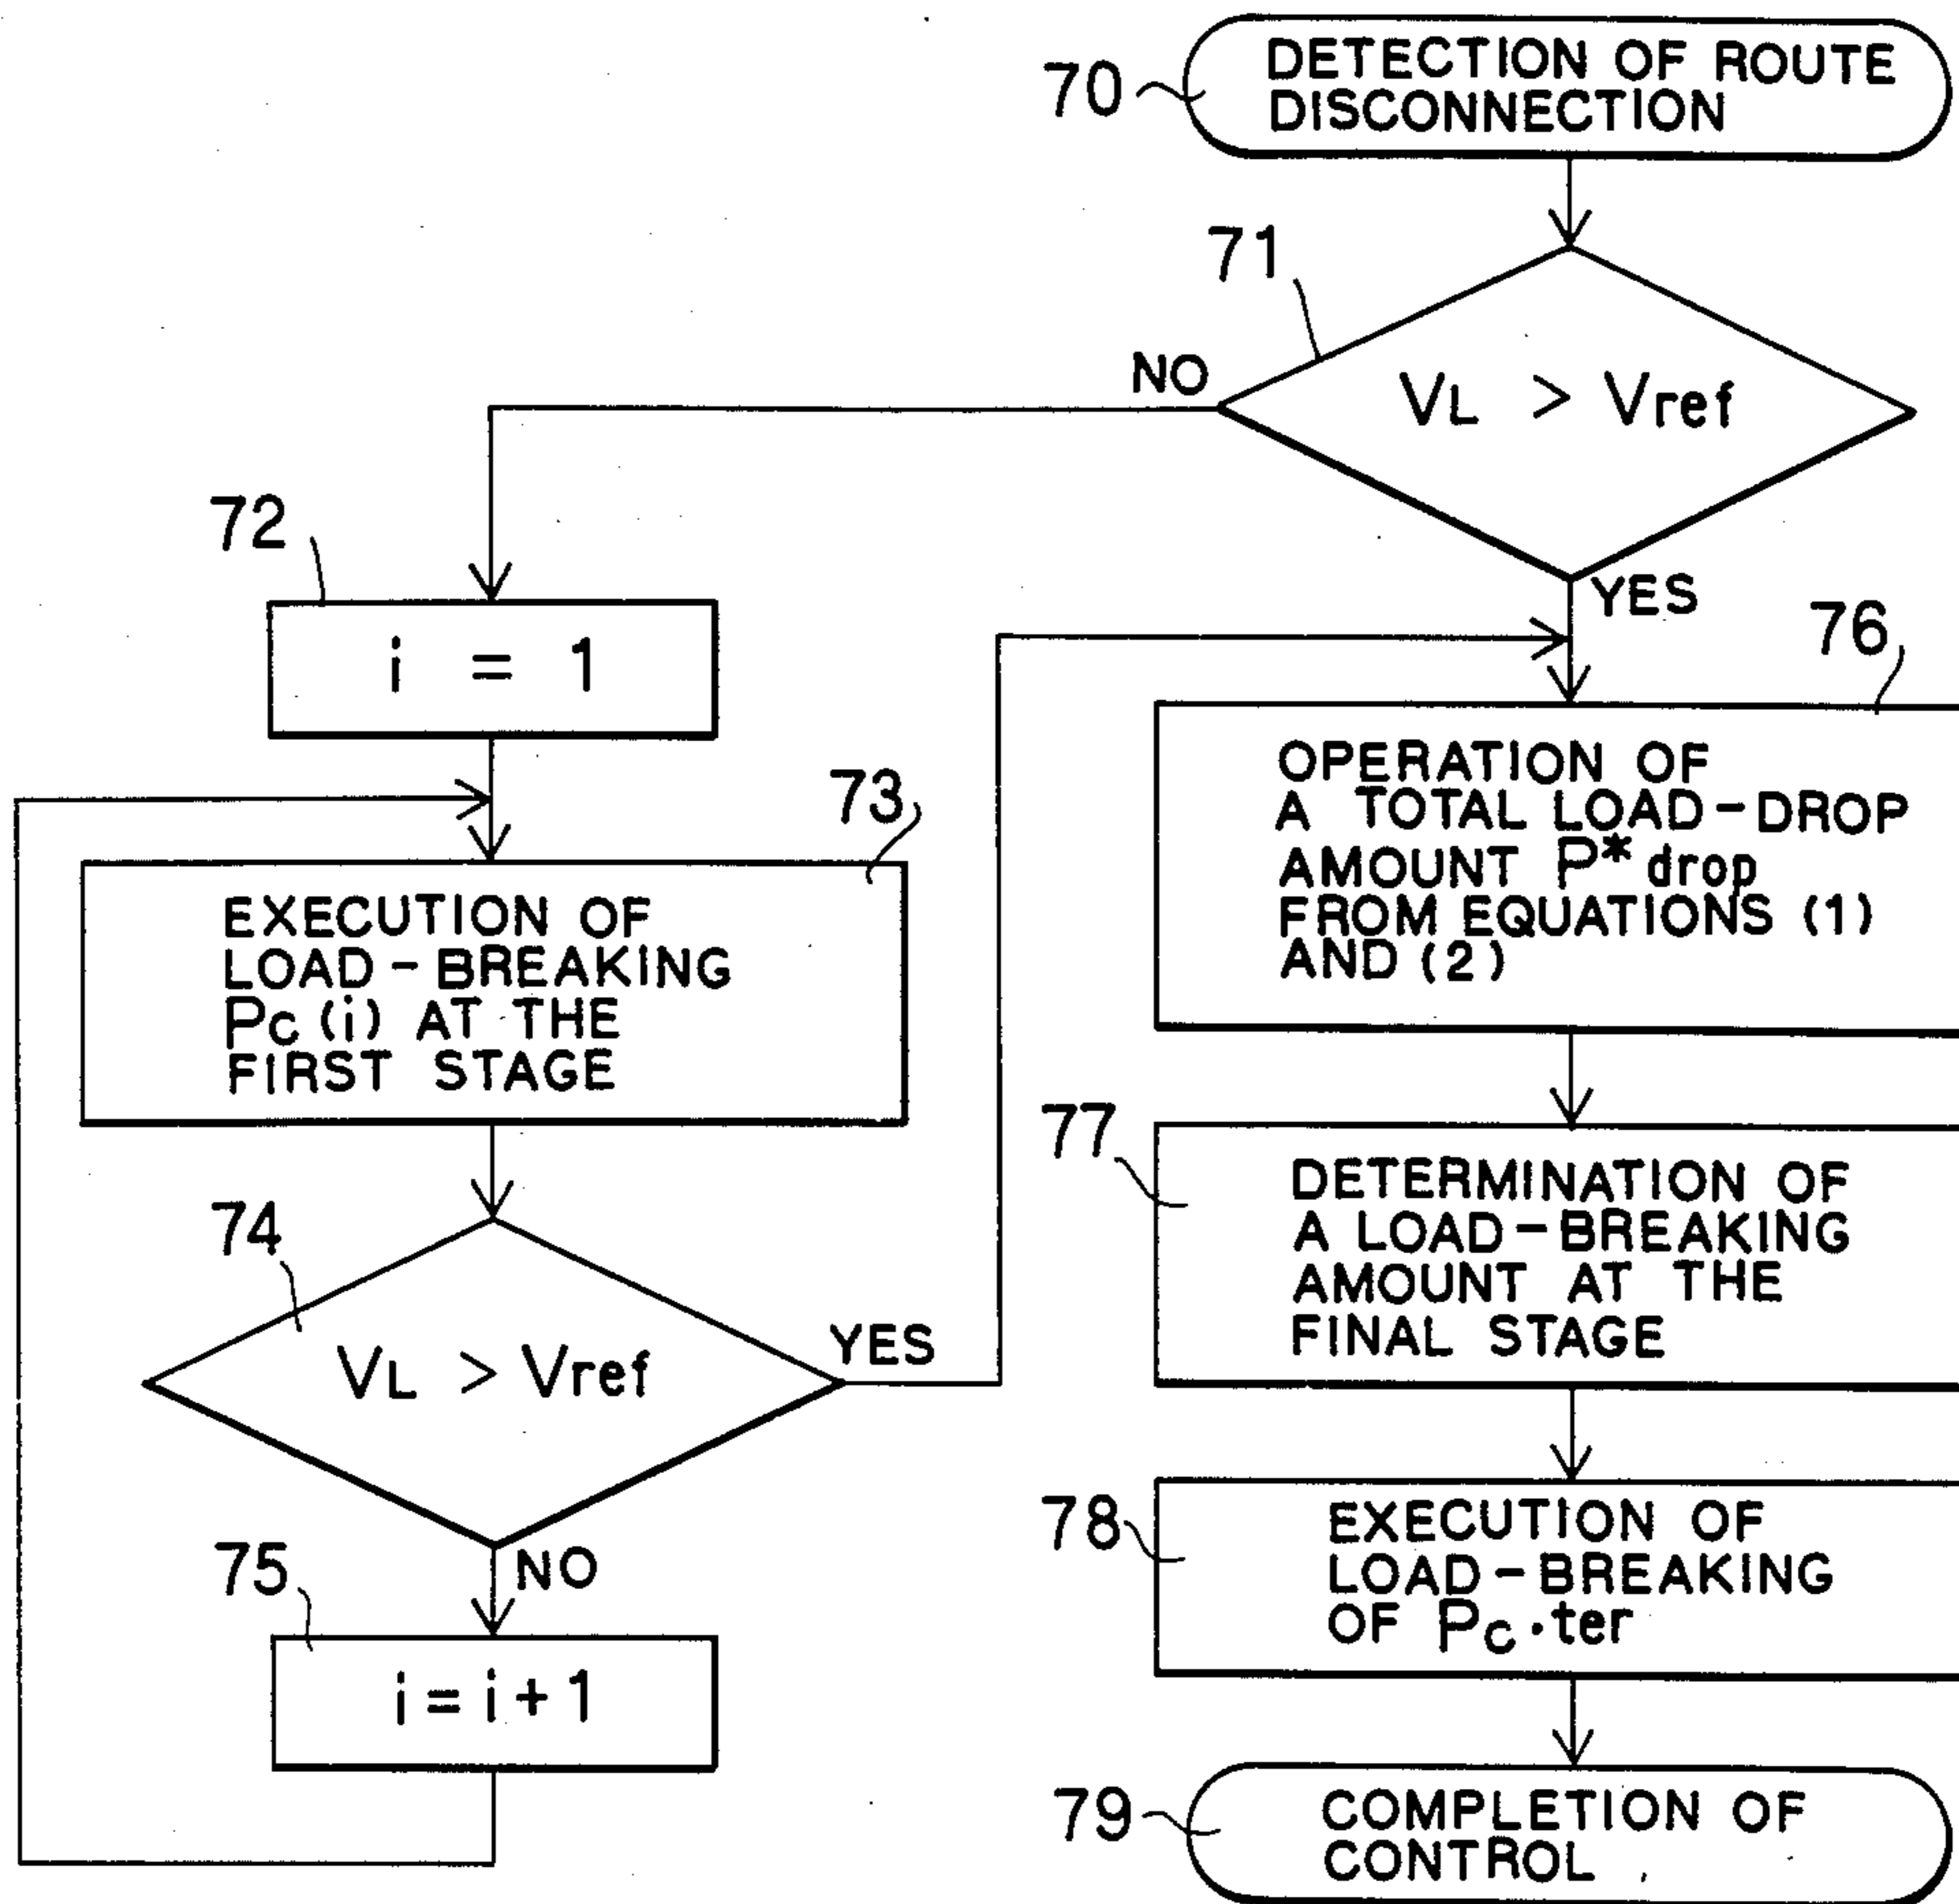 70
DETECTION OF ROUTE
DISCONNECTION
71
NO
VL > Vref
YES
72
i = 1
73
EXECUTION OF
LOAD-BREAKING
Pc (i) AT THE
FIRST STAGE
74
VL > Vref
YES
NO
75
i = i + 1
76
OPERATION OF
A TOTAL LOAD-DROP
AMOUNT P* drop
FROM EQUATIONS (1)
AND (2)
77
DETERMINATION OF
A LOAD-BREAKING
AMOUNT AT THE
FINAL STAGE
78
EXECUTION OF
LOAD-BREAKING
OF Pc·ter
79
COMPLETION OF
CONTROL